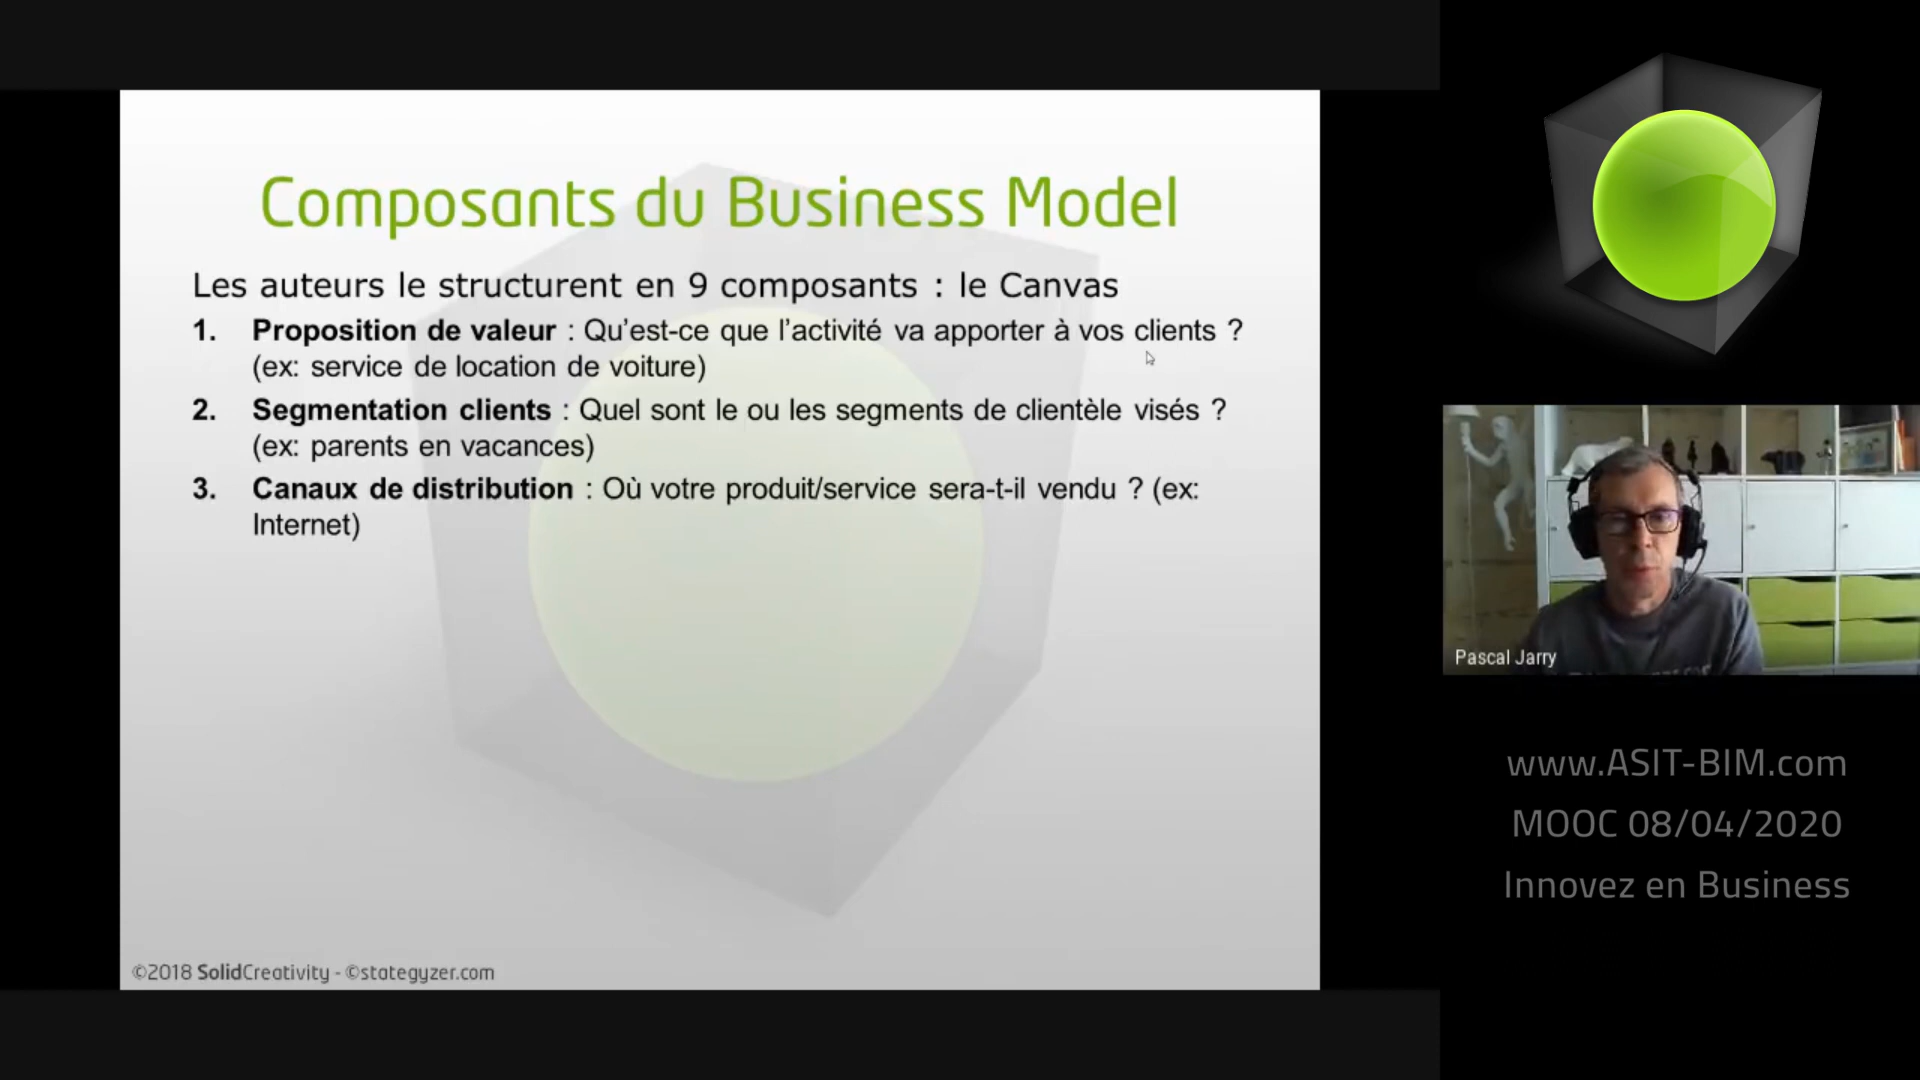 Composants du Business Model
Les auteurs le structurent en 9 composants : le Canvas
1. Proposition de valeur : Qu'est-ce que l'activité va apporter à vos clients ?
(ex: service de location de voiture)
2. Segmentation clients : Quel sont le ou les segments de clientèle visés ?
(ex: parents en vacances)
3. Canaux de distribution : Où votre produit/service sera-t-il vendu ? (ex:
Internet)
©2018 SolidCreativity - ©stategyzer.com
Pascal Jarry
www.ASIT-BIM.com
MOOC 08/04/2020
Innovez en Business